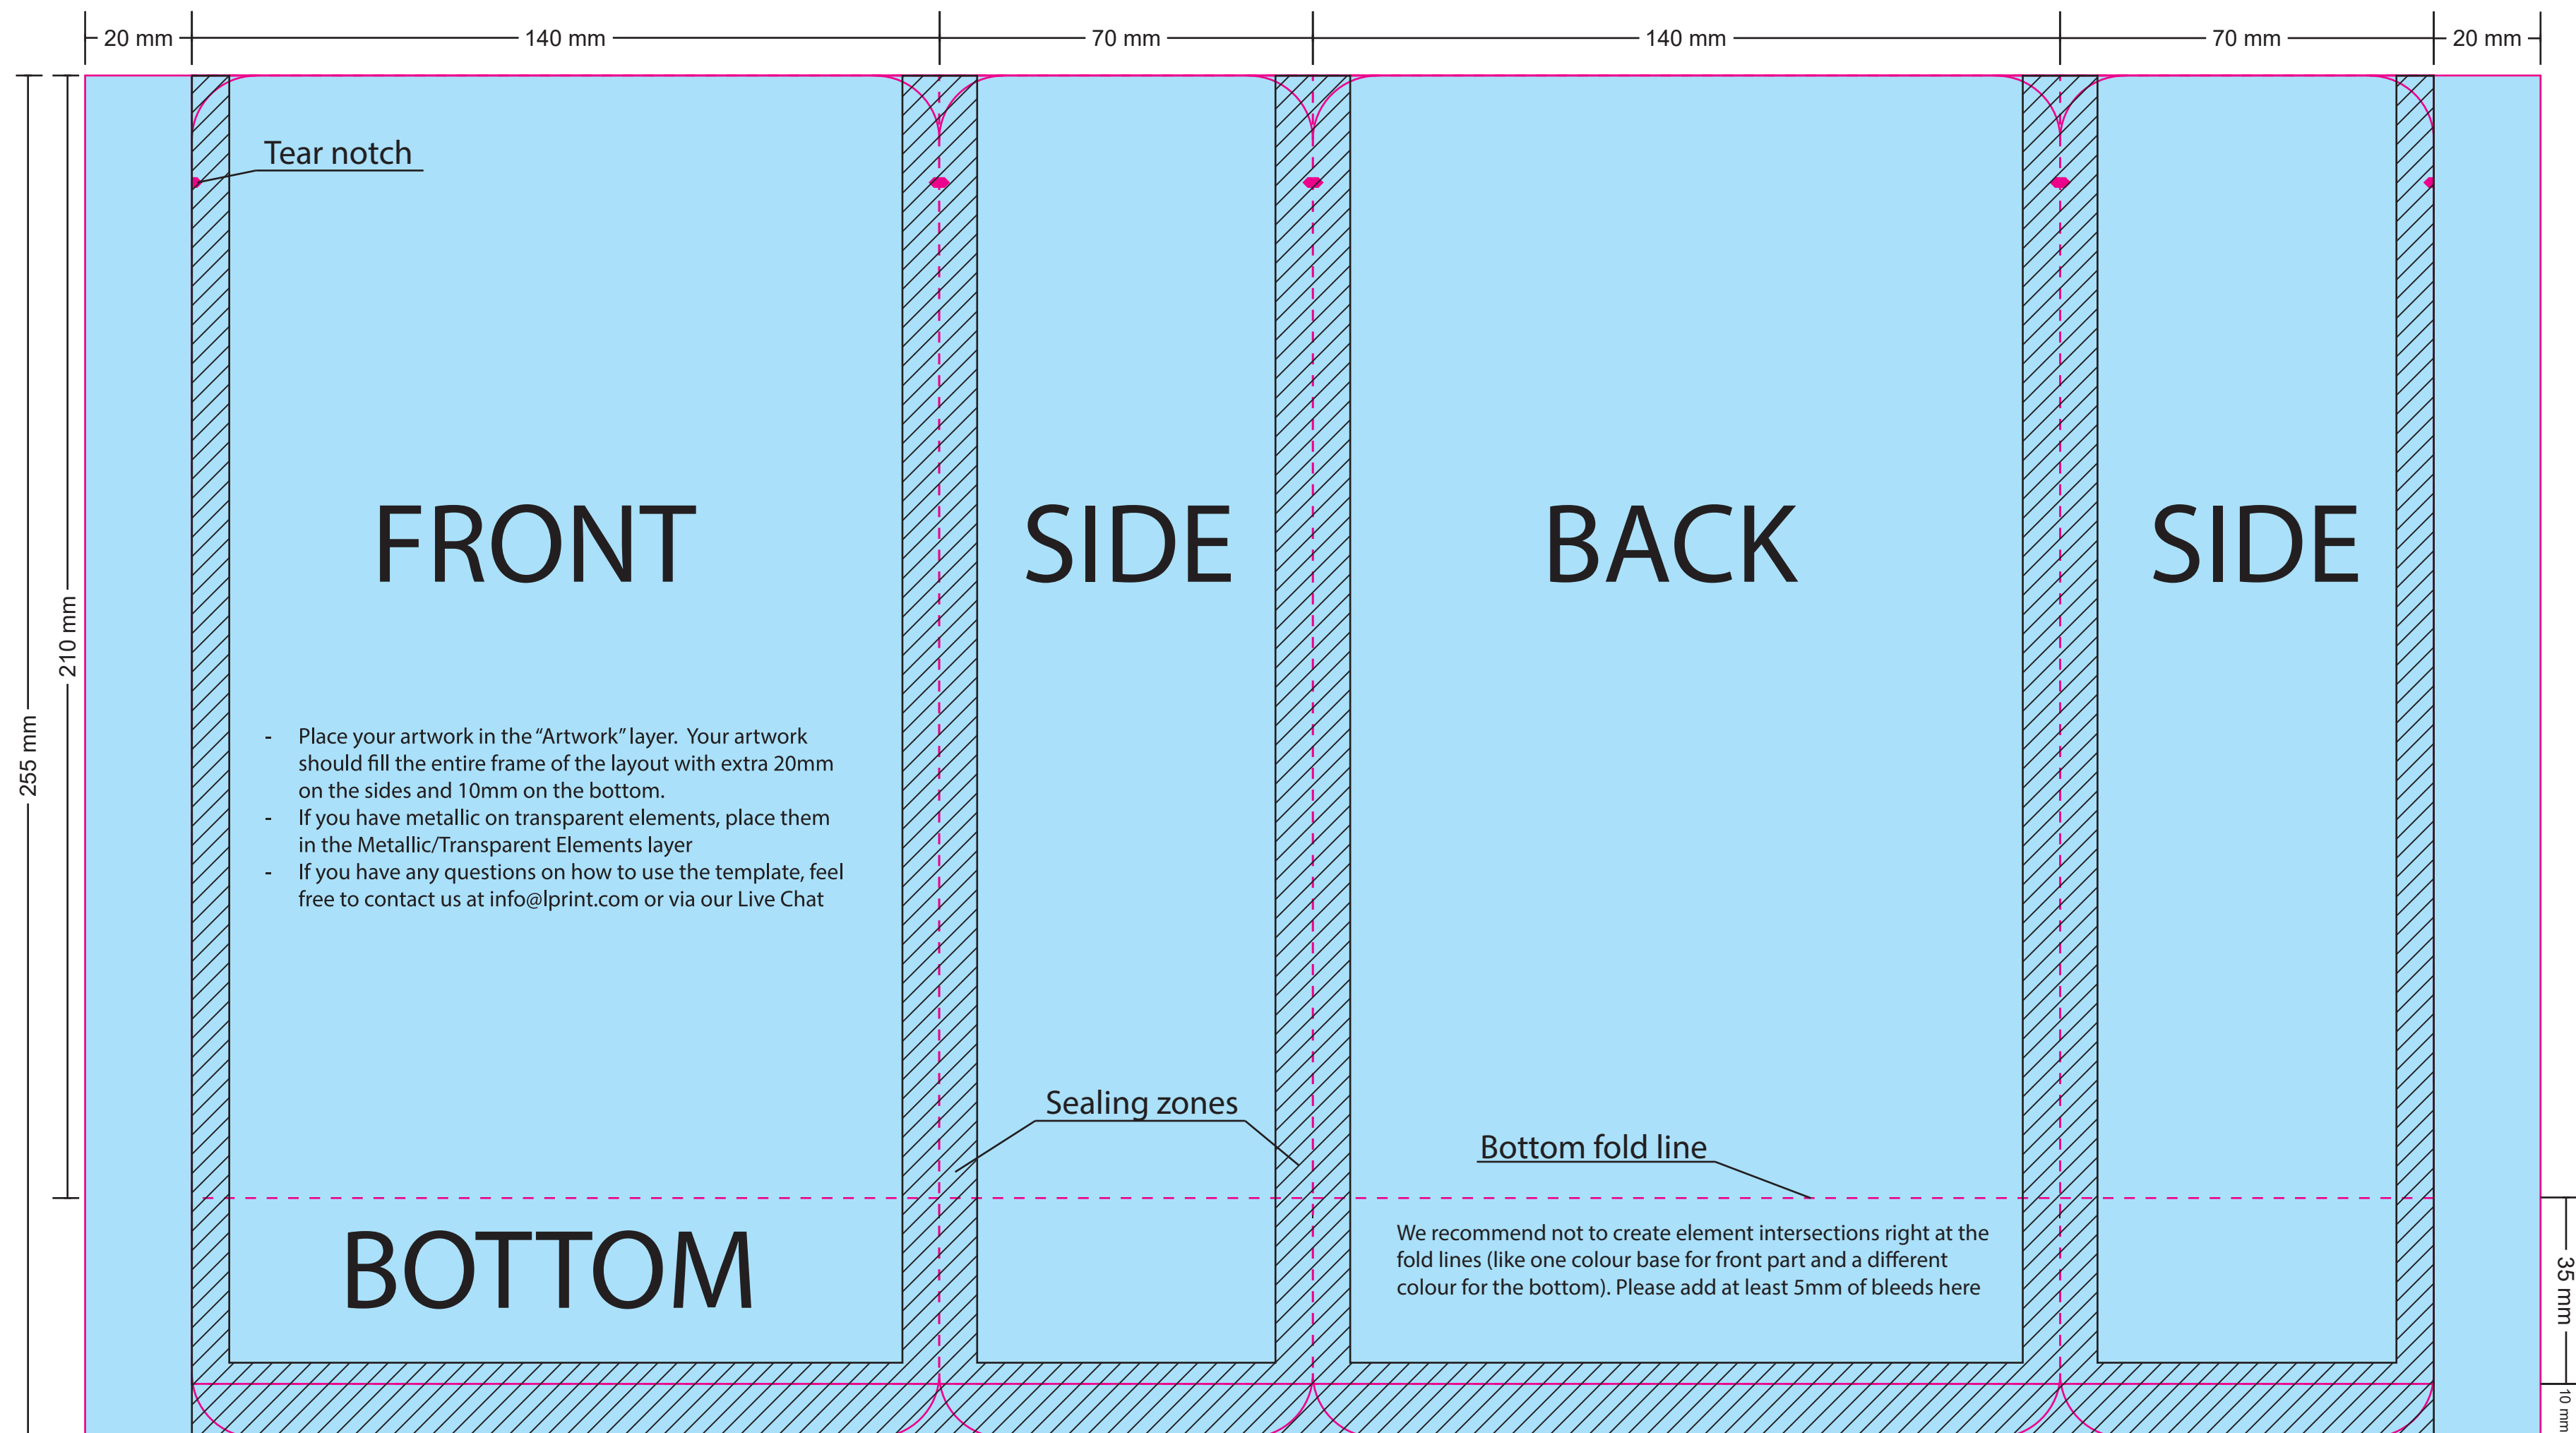 20 mm
140 mm
70 mm
140 mm
70 mm
20 mm
Tear notch
FRONT
SIDE
BACK
SIDE
210 mm
255 mm
- Place your artwork in the “Artwork” layer. Your artwork
should fill the entire frame of the layout with extra 20mm
on the sides and 10mm on the bottom.
- If you have metallic on transparent elements, place them
in the Metallic/Transparent Elements layer
- If you have any questions on how to use the template, feel
free to contact us at info@lprint.com or via our Live Chat
Sealing zones
Bottom fold line
BOTTOM
We recommend not to create element intersections right at the
fold lines (like one colour base for front part and a different
colour for the bottom). Please add at least 5mm of bleeds here
35 mm
10 mm